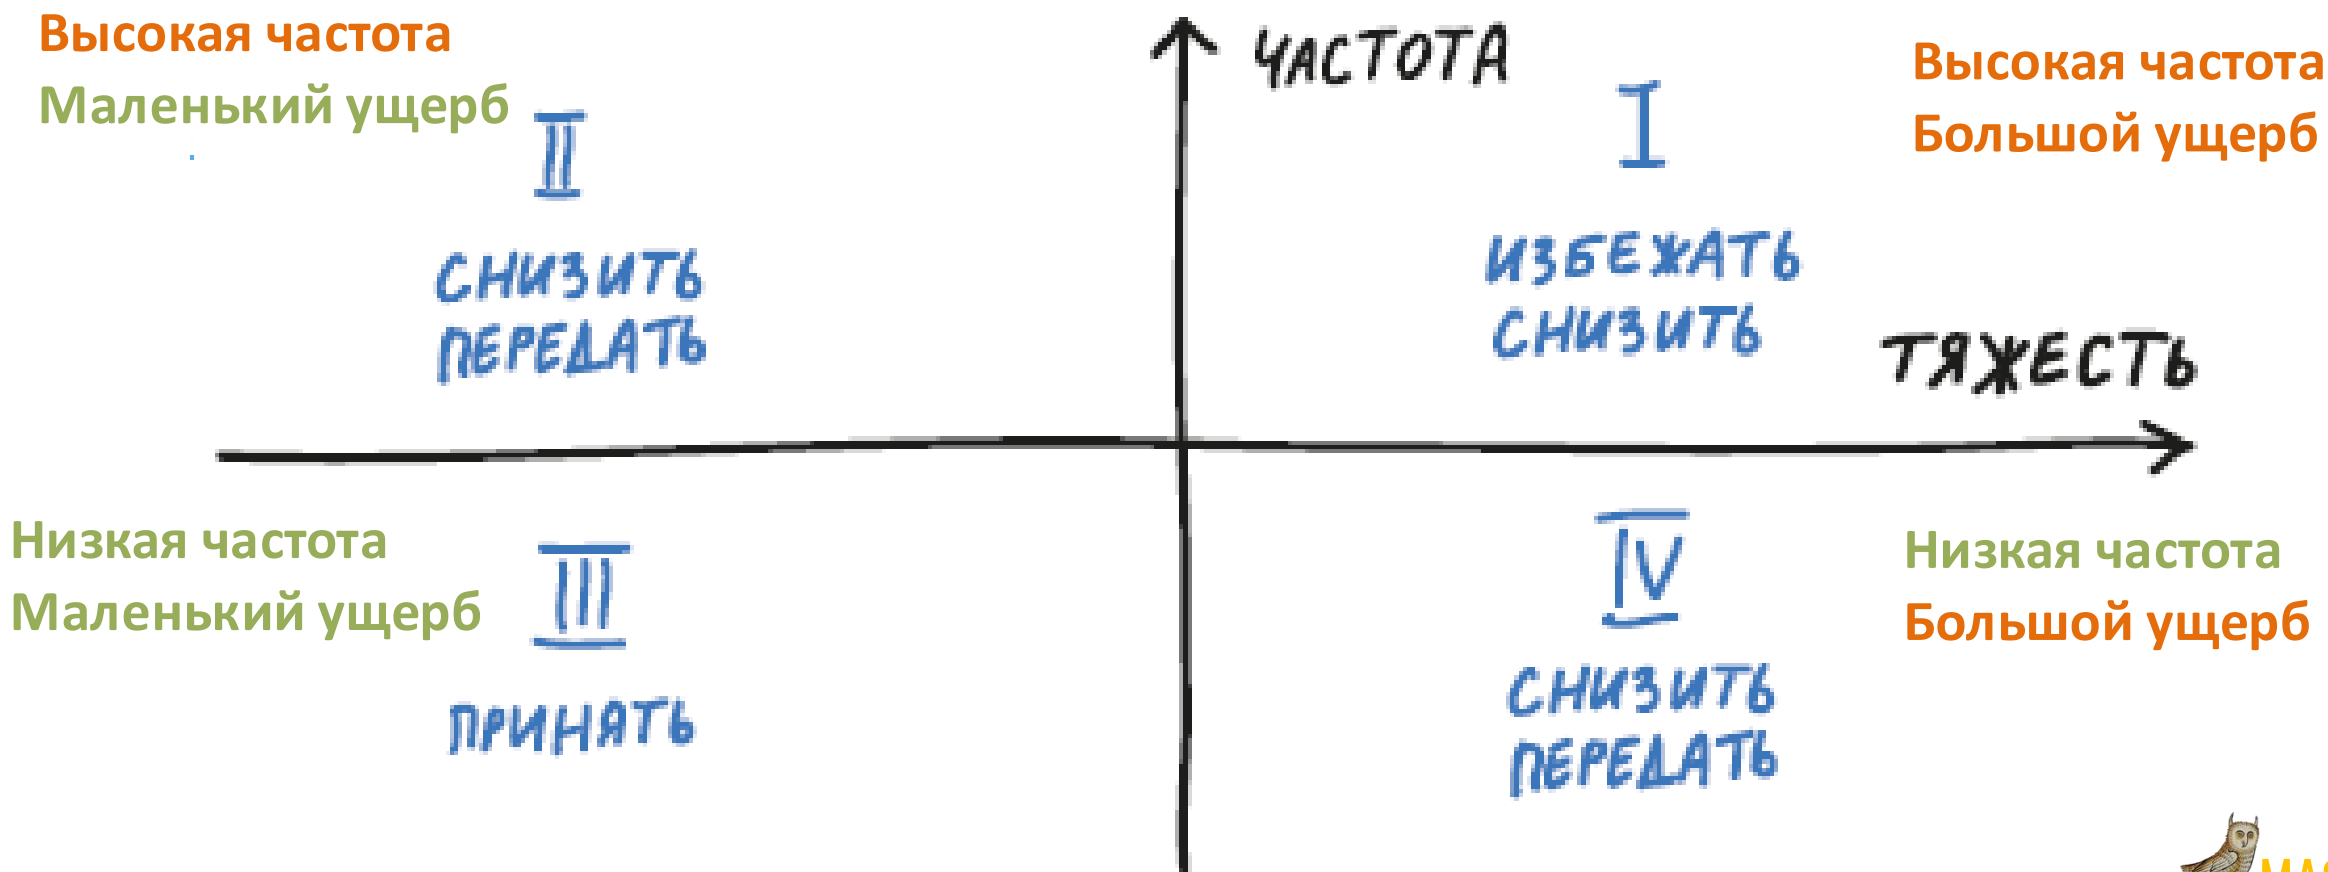 Высокая частота
Маленький ущерб
II
СНИЗИТЬ
ПЕРЕДАТЬ
ЧАСТОТА
I
Высокая частота
Большой ущерб
ИЗБЕЖАТЬ
СНИЗИТЬ
ТЯЖЕСТЬ
Низкая частота
Маленький ущерб
III
ПРИНЯТЬ
IV
Низкая частота
Большой ущерб
СНИЗИТЬ
ПЕРЕДАТЬ